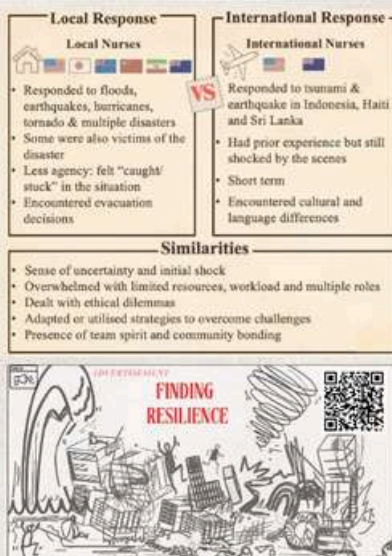 Local Response
Local Nurses
• Responded to floods,
earthquakes, hurricanes,
tornado & multiple disasters
• Some were also victims of the
disaster
• Less agency: felt "caught/
stuck" in the situation
• Encountered evacuation
decisions
VS
International Response
International Nurses
• Responded to tsunami &
earthquake in Indonesia, Haiti
and Sri Lanka
• Had prior experience but still
shocked by the scenes
• Short term
• Encountered cultural and
language differences
Similarities
• Sense of uncertainty and initial shock
• Overwhelmed with limited resources, workload and multiple roles
• Dealt with ethical dilemmas
• Adapted or utilised strategies to overcome challenges
• Presence of team spirit and community bonding
ADVERTISEMENT
FINDING
RESILIENCE